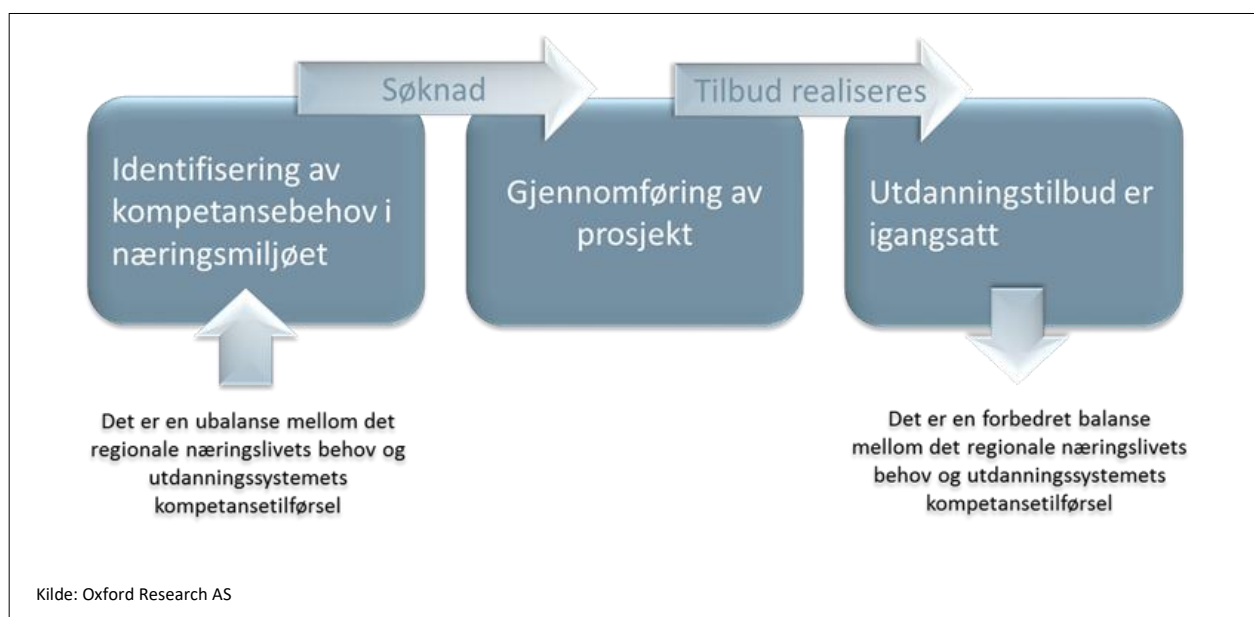 Søknad
Tilbud realiseres
Identifisering av
kompetansebehov i
næringsmiljøet
Gjennomføring av
prosjekt
Utdanningstilbud er
igangsatt
Det er en ubalanse mellom det
regionale næringslivets behov og
utdanningssystemets
kompetansetilførsel
Det er en forbedret balanse
mellom det regionale næringslivets
behov og utdanningssystemets
kompetansetilførsel
Kilde: Oxford Research AS